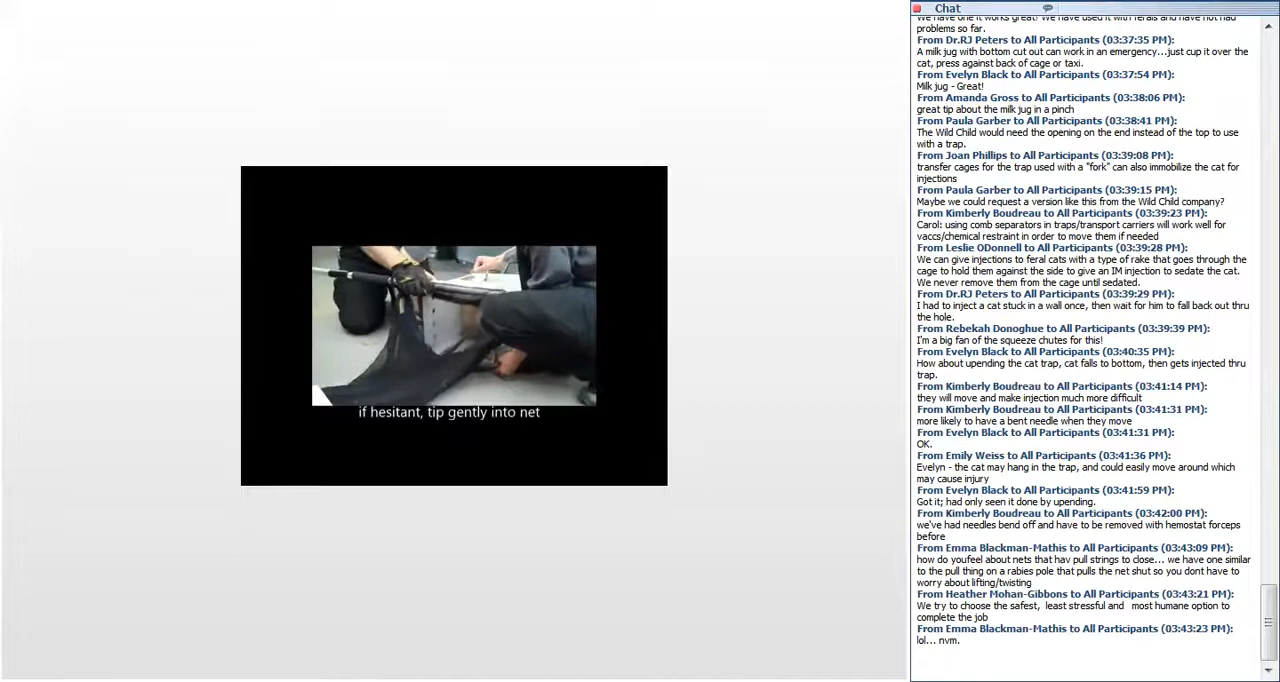 Chat
We have one it works great! We have used it with ferals and have not had
problems so far.
From Dr.RJ Peters to All Participants (03:37:35 PM):
A milk jug with bottom cut out can work in an emergency...just cup it over the
cat, press against back of cage or taxi.
From Evelyn Black to All Participants (03:37:54 PM):
Milk jug - Great!
From Amanda Gross to All Participants (03:38:06 PM):
great tip about the milk jug in a pinch
From Paula Garber to All Participants (03:38:41 PM):
The Wild Child would need the opening on the end instead of the top to use
with a trap.
From Joan Phillips to All Participants (03:39:08 PM):
transfer cages for the trap used with a "fork" can also immobilize the cat for
injections
From Paula Garber to All Participants (03:39:15 PM):
Maybe we could request a version like this from the Wild Child company?
From Kimberly Boudreau to All Participants (03:39:23 PM):
Carol: using comb separators in traps/transport carriers will work well for
vaccs/chemical restraint in order to move them if needed
From Leslie ODonnell to All Participants (03:39:28 PM):
We can give injections to feral cats with a type of rake that goes through the
cage to hold them against the side to give an IM injection to sedate the cat.
We never remove them from the cage until sedated.
From Dr.RJ Peters to All Participants (03:39:29 PM):
I had to inject a cat stuck in a wall once, then wait for him to fall back out thru
the hole.
From Rebekah Donoghue to All Participants (03:39:39 PM):
I'm a big fan of the squeeze chutes for this!
From Evelyn Black to All Participants (03:40:35 PM):
How about upending the cat trap, cat falls to bottom, then gets injected thru
trap.
From Kimberly Boudreau to All Participants (03:41:14 PM):
they will move and make injection much more difficult
From Kimberly Boudreau to All Participants (03:41:31 PM):
more likely to have a bent needle when they move
From Evelyn Black to All Participants (03:41:31 PM):
OK.
From Emily Weiss to All Participants (03:41:36 PM):
Evelyn - the cat may hang in the trap, and could easily move around which
may cause injury
From Evelyn Black to All Participants (03:41:59 PM):
Got it; had only seen it done by upending.
From Kimberly Boudreau to All Participants (03:42:00 PM):
we've had needles bend off and have to be removed with hemostat forceps
before
From Emma Blackman-Mathis to All Participants (03:43:09 PM):
how do youfeel about nets that hav pull strings to close... we have one similar
to the pull thing on a rabies pole that pulls the net shut so you dont have to
worry about lifting/twisting
From Heather Mohan-Gibbons to All Participants (03:43:21 PM):
We try to choose the safest, least stressful and most humane option to
complete the job
From Emma Blackman-Mathis to All Participants (03:43:23 PM):
lol... nvm.
if hesitant, tip gently into net